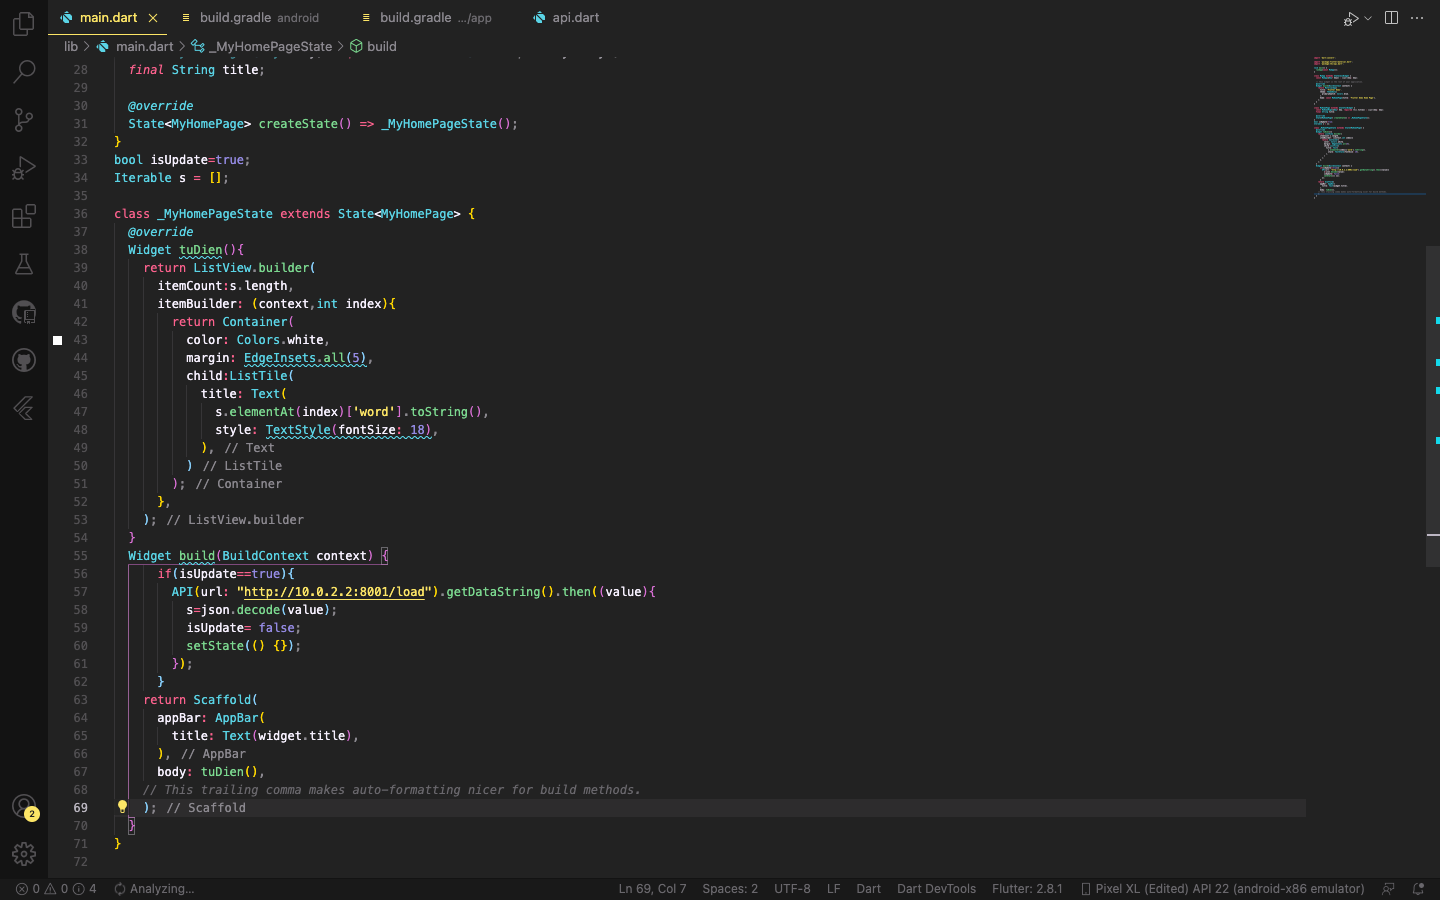 main.dart
build.gradle android
build.gradle .../app
api.dart
lib > main.dart > _MyHomePageState > build
28 final String title;
29
30 @override
31 State<MyHomePage> createState() => _MyHomePageState();
32 }
33 bool isUpdate=true;
34 Iterable s = [];
35
36 class _MyHomePageState extends State<MyHomePage> {
37 @override
38 Widget tuDien(){
39 return ListView.builder(
40 itemCount:s.length,
41 itemBuilder: (context,int index){
42 return Container(
43 color: Colors.white,
44 margin: EdgeInsets.all(5),
45 child:ListTile(
46 title: Text(
47 s.elementAt(index)['word'].toString(),
48 style: TextStyle(fontSize: 18),
49 ), // Text
50 ) // ListTile
51 ); // Container
52 },
53 ); // ListView.builder
54 }
55 Widget build(BuildContext context) {
56 if(isUpdate==true){
57 API(url: "http://10.0.2.2:8001/load").getDataString().then((value){
58 s=json.decode(value);
59 isUpdate= false;
60 setState(() {});
61 });
62 }
63 return Scaffold(
64 appBar: AppBar(
65 title: Text(widget.title),
66 ), // AppBar
67 body: tuDien(),
68 // This trailing comma makes auto-formatting nicer for build methods.
69 ); // Scaffold
70 }
71 }
72
2
0 0 4 Analyzing... Ln 69, Col 7 Spaces: 2 UTF-8 LF Dart Dart DevTools Flutter: 2.8.1 Pixel XL (Edited) API 22 (android-x86 emulator)